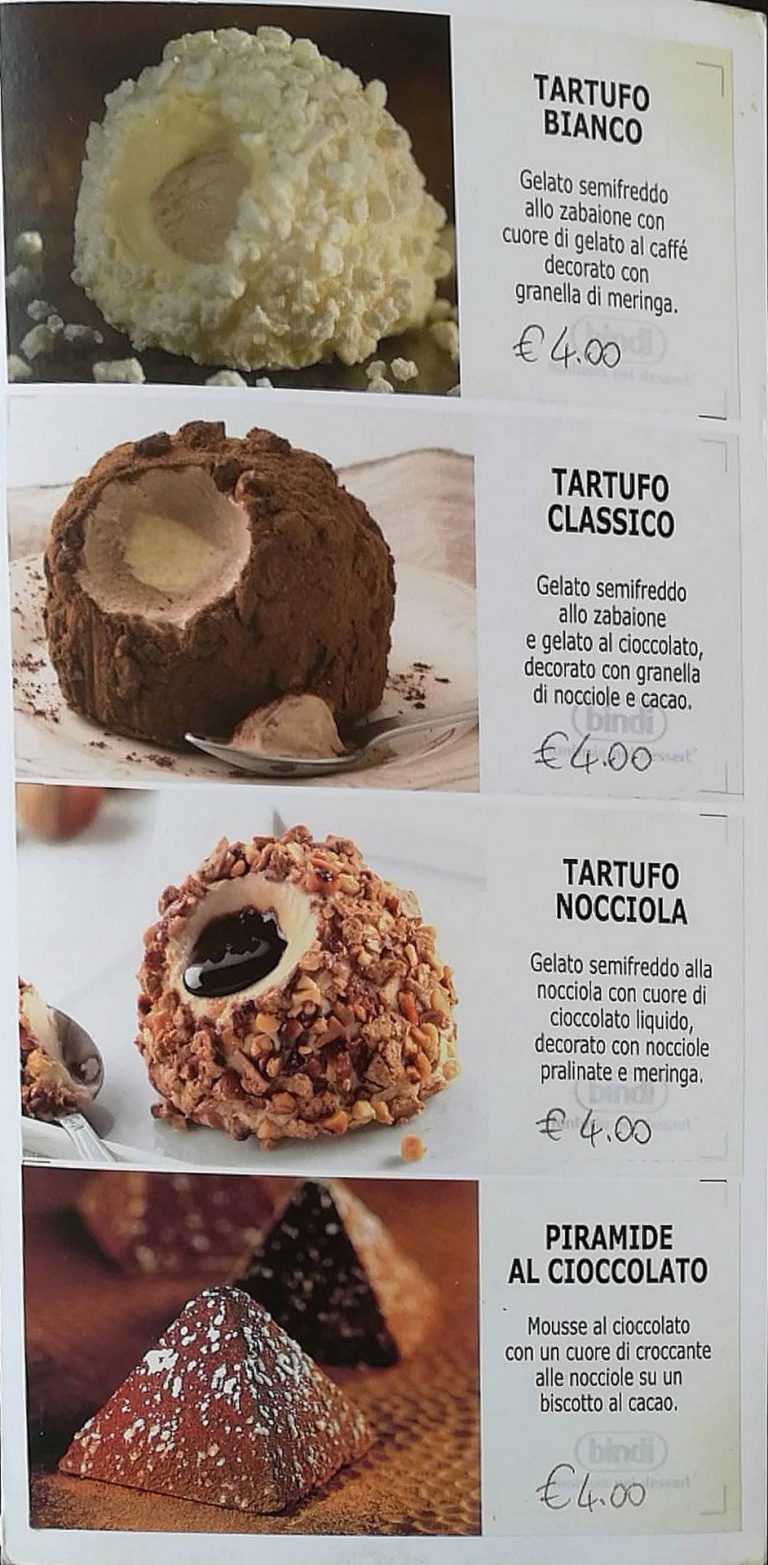 TARTUFO
BIANCO
Gelato semifreddo
allo zabaione con
cuore di gelato al caffé
decorato con
granella di meringa.
bindi
€ 4.00
TARTUFO
CLASSICO
Gelato semifreddo
allo zabaione
e gelato al cioccolato,
decorato con granella
di nocciole e cacao.
bindi
€4.00
TARTUFO
NOCCIOLA
Gelato semifreddo alla
nocciola con cuore di
cioccolato liquido,
decorato con nocciole
pralinate e meringa.
bindi
€ 4.00
PIRAMIDE
AL CIOCCOLATO
Mousse al cioccolato
con un cuore di croccante
alle nocciole su un
biscotto al cacao.
bindi
€4.00